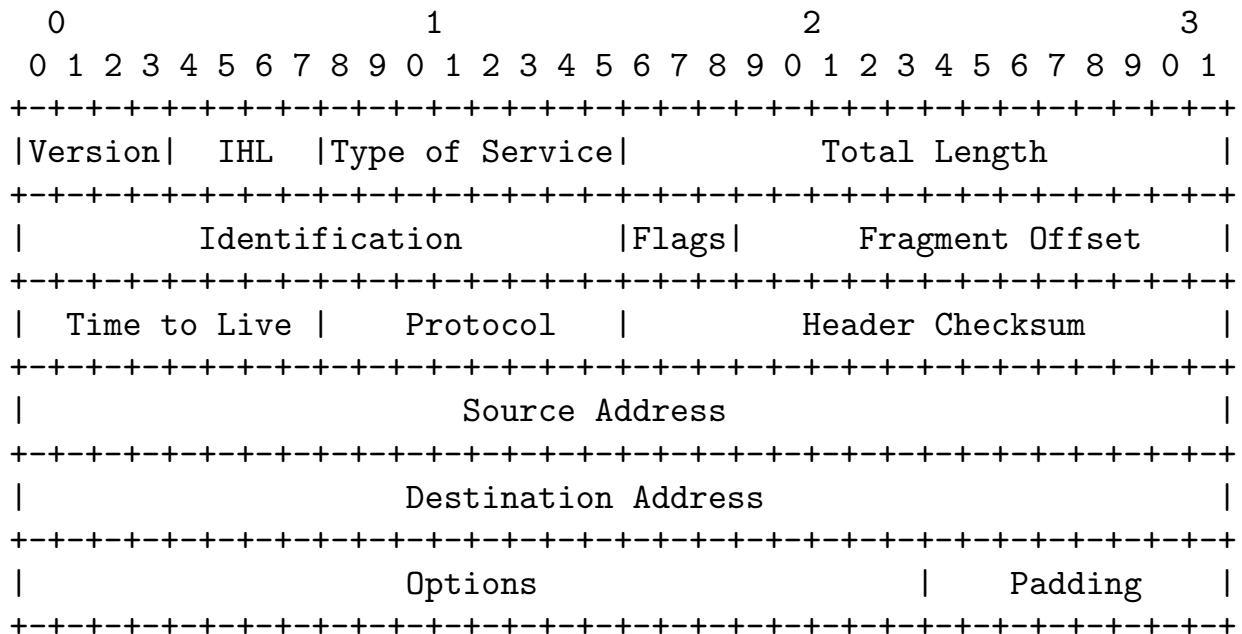 0                   1                   2                   3
 0 1 2 3 4 5 6 7 8 9 0 1 2 3 4 5 6 7 8 9 0 1 2 3 4 5 6 7 8 9 0 1
+-+-+-+-+-+-+-+-+-+-+-+-+-+-+-+-+-+-+-+-+-+-+-+-+-+-+-+-+-+-+-+-+
|Version|  IHL  |Type of Service|          Total Length         |
+-+-+-+-+-+-+-+-+-+-+-+-+-+-+-+-+-+-+-+-+-+-+-+-+-+-+-+-+-+-+-+-+
|         Identification        |Flags|      Fragment Offset    |
+-+-+-+-+-+-+-+-+-+-+-+-+-+-+-+-+-+-+-+-+-+-+-+-+-+-+-+-+-+-+-+-+
|  Time to Live |    Protocol   |         Header Checksum       |
+-+-+-+-+-+-+-+-+-+-+-+-+-+-+-+-+-+-+-+-+-+-+-+-+-+-+-+-+-+-+-+-+
|                       Source Address                          |
+-+-+-+-+-+-+-+-+-+-+-+-+-+-+-+-+-+-+-+-+-+-+-+-+-+-+-+-+-+-+-+-+
|                    Destination Address                        |
+-+-+-+-+-+-+-+-+-+-+-+-+-+-+-+-+-+-+-+-+-+-+-+-+-+-+-+-+-+-+-+-+
|                    Options                    |    Padding    |
+-+-+-+-+-+-+-+-+-+-+-+-+-+-+-+-+-+-+-+-+-+-+-+-+-+-+-+-+-+-+-+-+